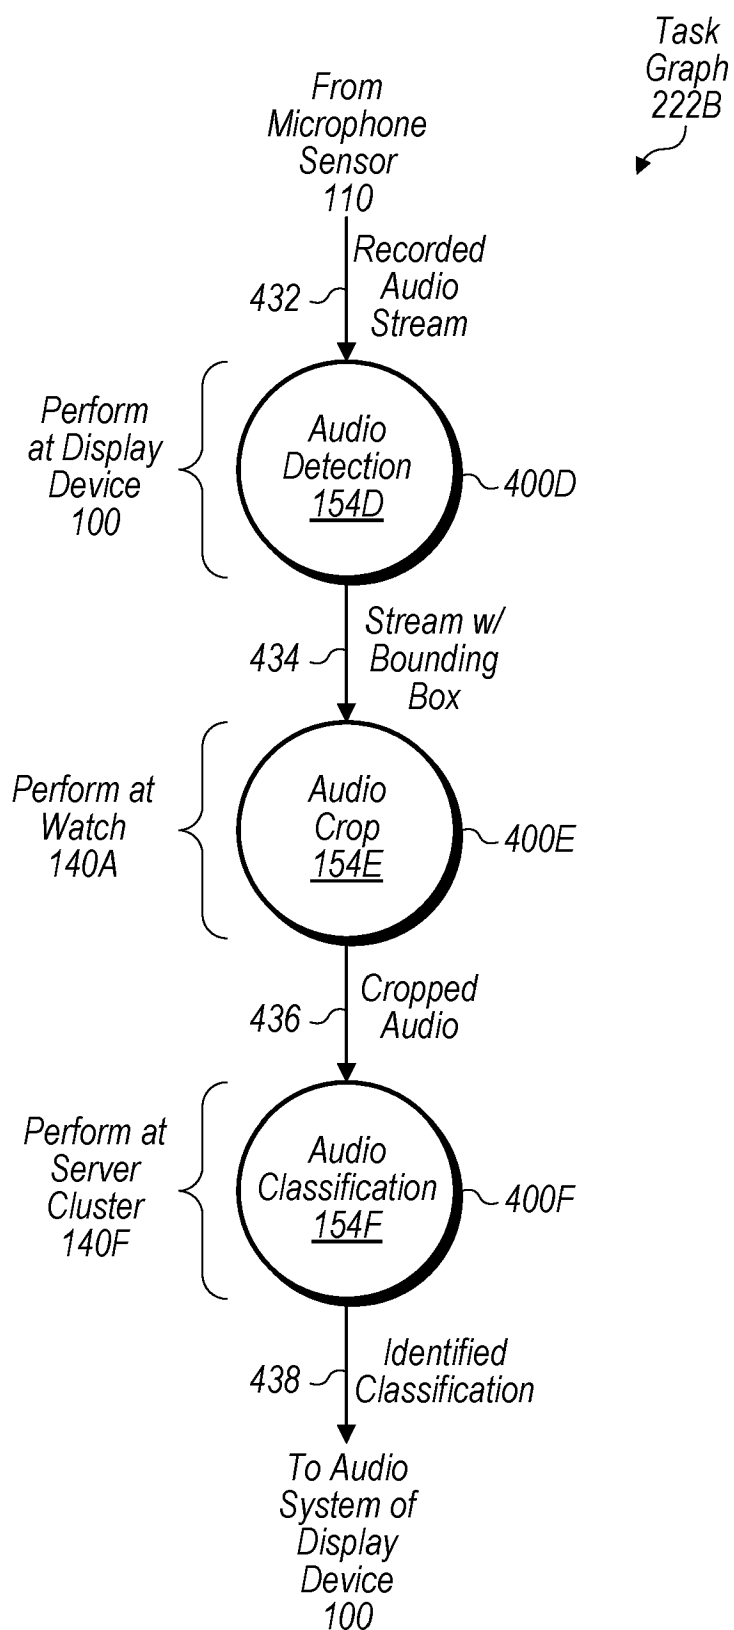 Task
Graph
222B
From
Microphone
Sensor
110
Recorded
Audio
Stream
432
Perform
at Display
Device
100
Audio
Detection
154D
400D
Stream w/
Bounding
Box
434
Perform at
Watch
140A
Audio
Crop
154E
400E
Cropped
Audio
436
Perform at
Server
Cluster
140F
Audio
Classification
154F
400F
Identified
Classification
438
To Audio
System of
Display
Device
100